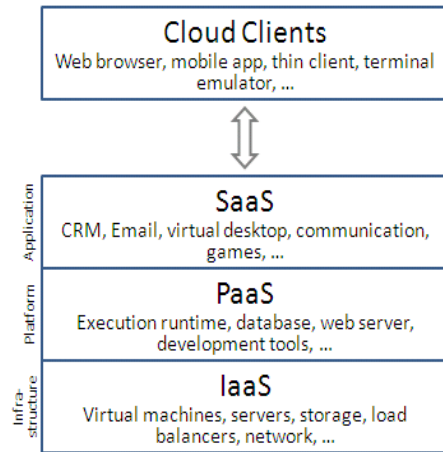 Cloud Clients
Web browser, mobile app, thin client, terminal
emulator, ...
Application
SaaS
CRM, Email, virtual desktop, communication,
games, ...
Platform
PaaS
Execution runtime, database, web server,
development tools, ...
Infra-
structure
IaaS
Virtual machines, servers, storage, load
balancers, network, ...